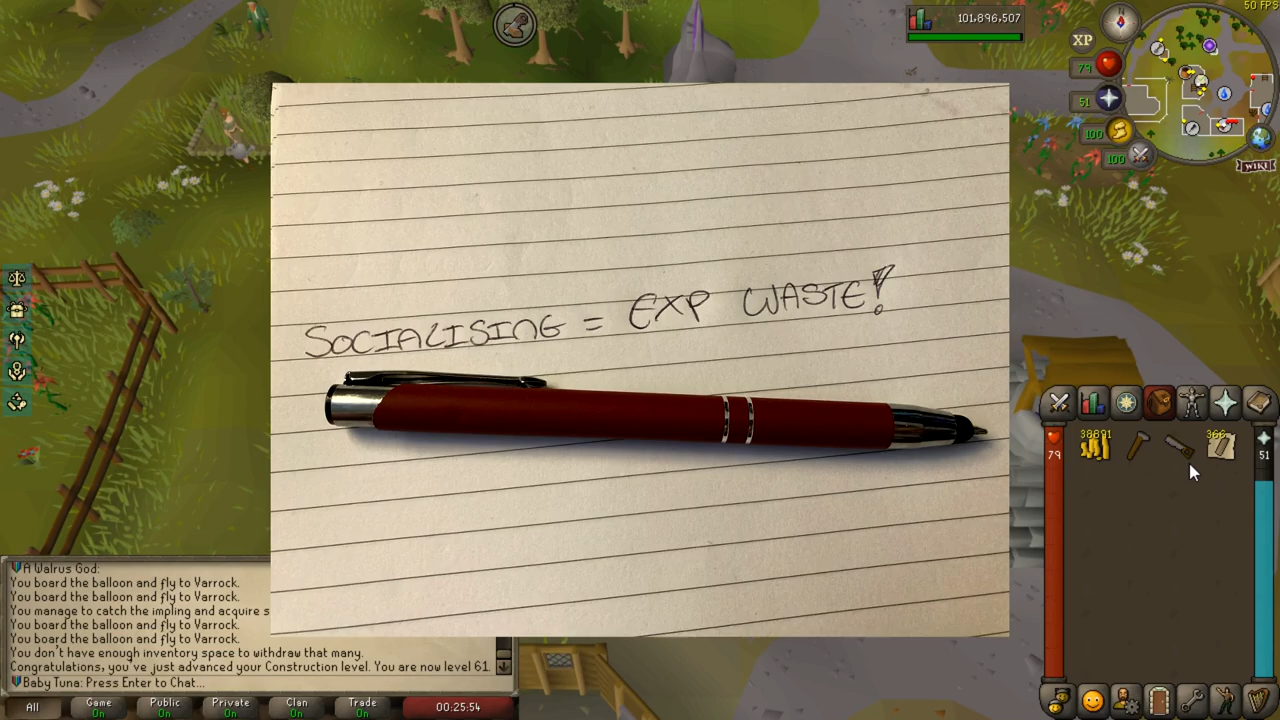 50 FPS
101,896,507
XP
79
51
100
100
WIKI
SOCIALISING = EXP WASTE!
38891
366
79
51
A Walrus God:
You board the balloon and fly to Varrock.
You board the balloon and fly to Varrock.
You manage to catch the impling and acquire s
You board the balloon and fly to Varrock.
You board the balloon and fly to Varrock.
You don't have enough inventory space to withdraw that many.
Congratulations, you've just advanced your Construction level. You are now level 61.
Baby Tuna: Press Enter to Chat...
All Game On Public On Private On Clan On Trade On 00:25:54